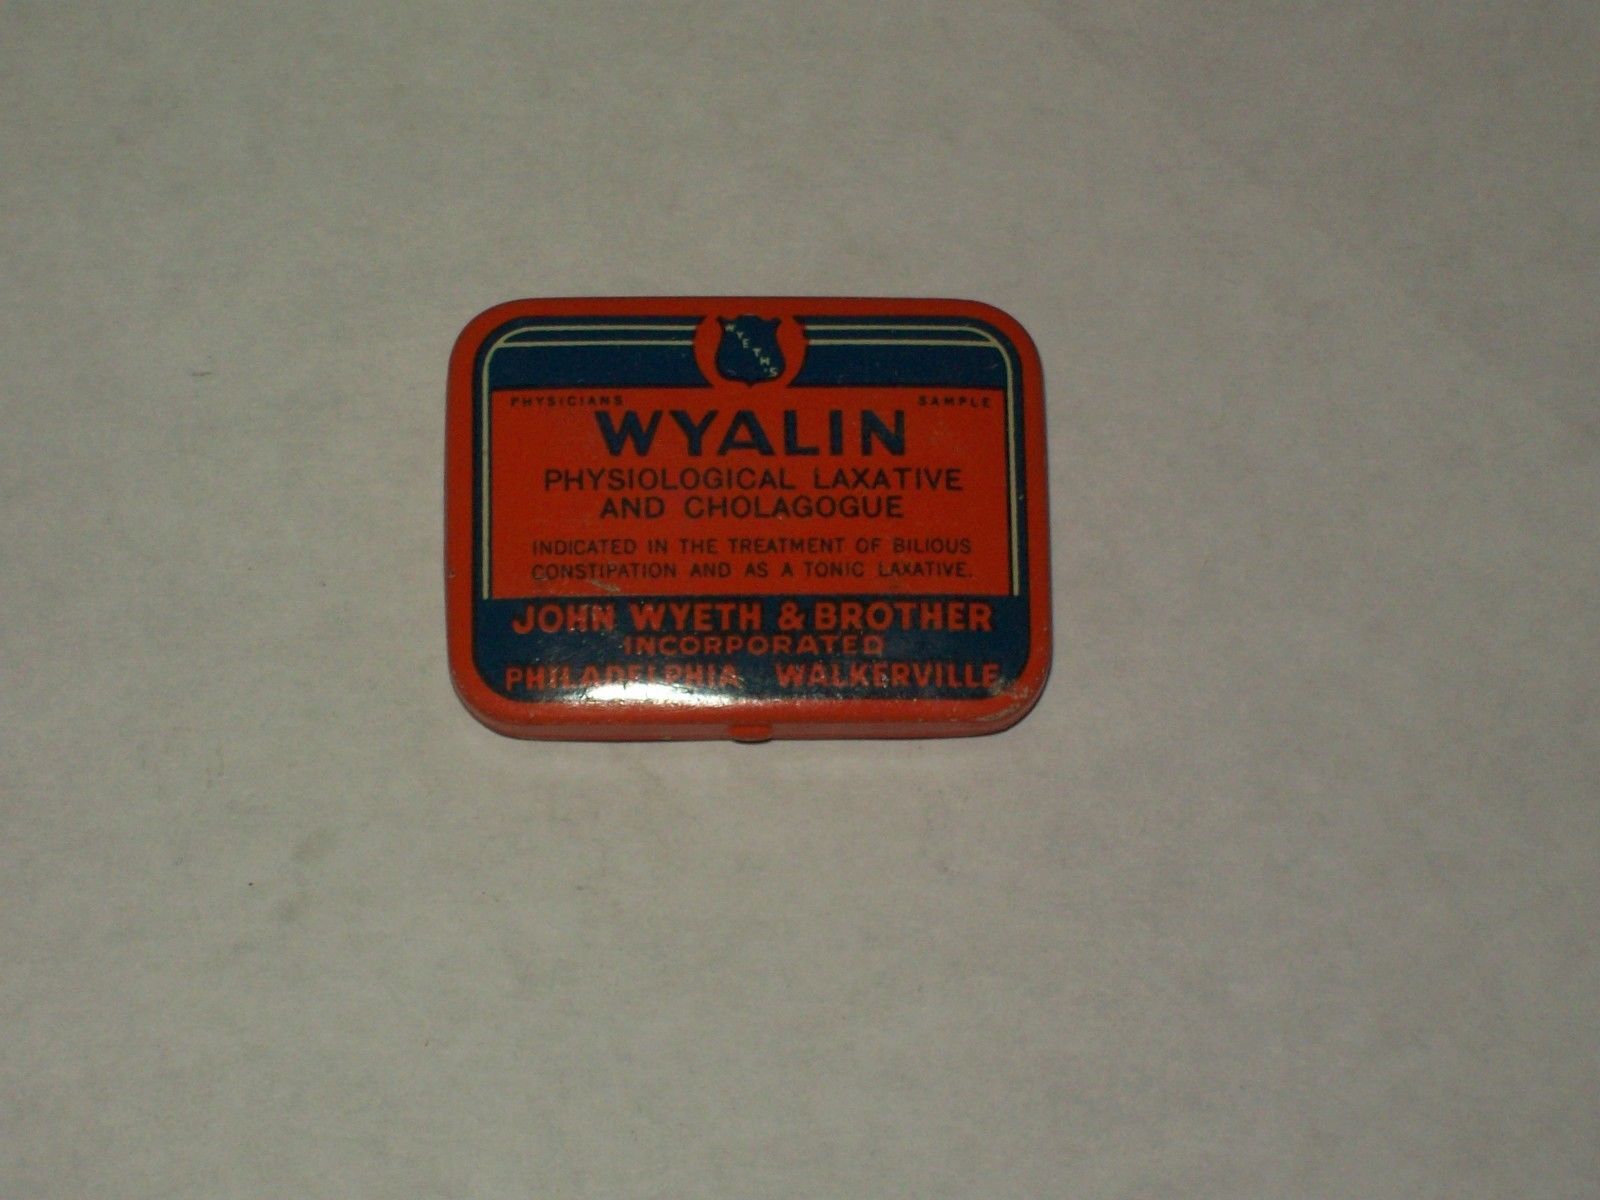 WYETH'S
PHYSICIANS SAMPLE
WYALIN
PHYSIOLOGICAL LAXATIVE
AND CHOLAGOGUE
INDICATED IN THE TREATMENT OF BILIOUS
CONSTIPATION AND AS A TONIC LAXATIVE.
JOHN WYETH & BROTHER
INCORPORATED
PHILADELPHIA WALKERVILLE